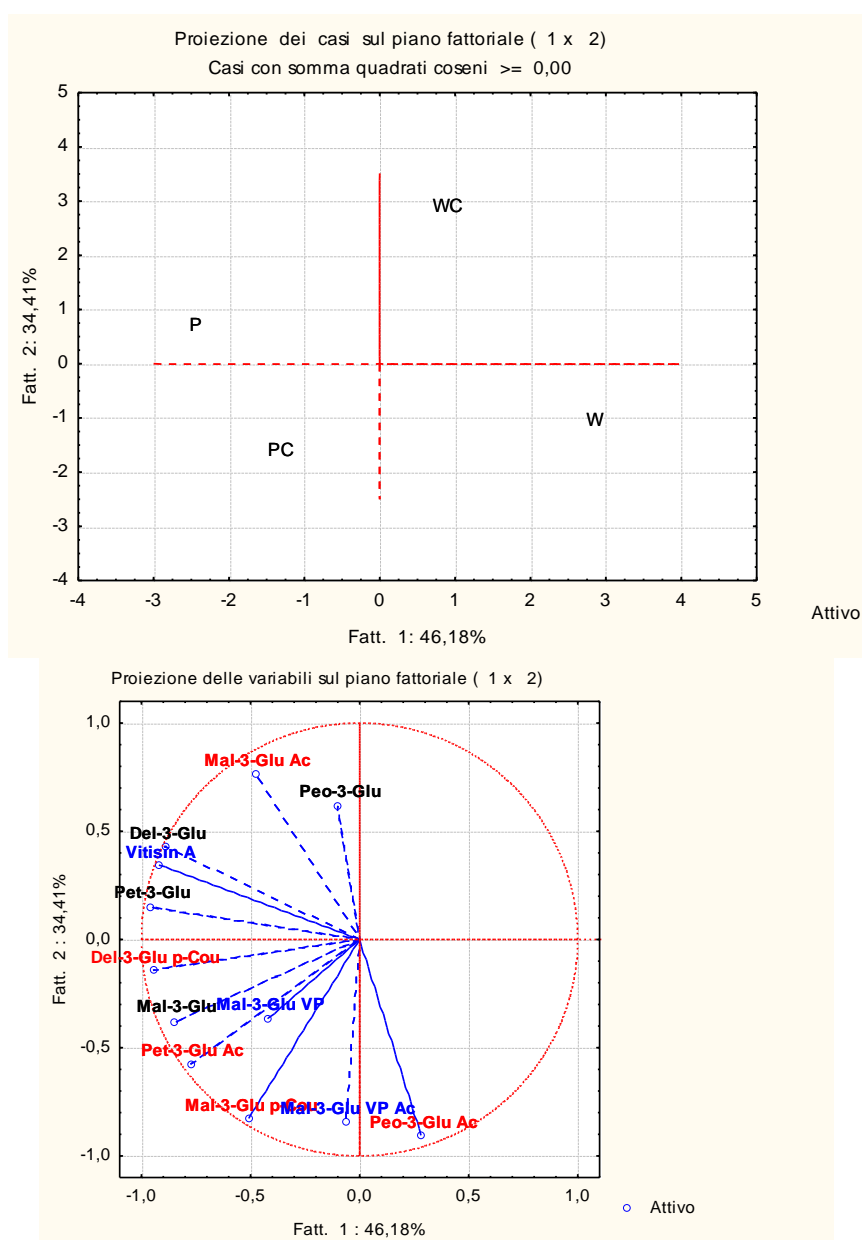 Proiezione dei casi sul piano fattoriale ( 1 x 2)
Casi con somma quadrati coseni >= 0,00
5
4
3
2
1
0
-1
-2
-3
-4
Fatt. 2: 34,41%
WC
P
W
PC
-4 -3 -2 -1 0 1 2 3 4 5
Attivo
Fatt. 1: 46,18%
Proiezione delle variabili sul piano fattoriale ( 1 x 2)
1,0
0,5
0,0
-0,5
-1,0
Fatt. 2 : 34,41%
Mal-3-Glu Ac
Peo-3-Glu
Del-3-Glu
Vitisin A
Pet-3-Glu
Del-3-Glu p-Cou
Mal-3-Glu Mal-3-Glu VP
Pet-3-Glu Ac
Mal-3-Glu p-Cou Mal-3-Glu VP Ac
Peo-3-Glu Ac
-1,0 -0,5 0,0 0,5 1,0
Attivo
Fatt. 1 : 46,18%